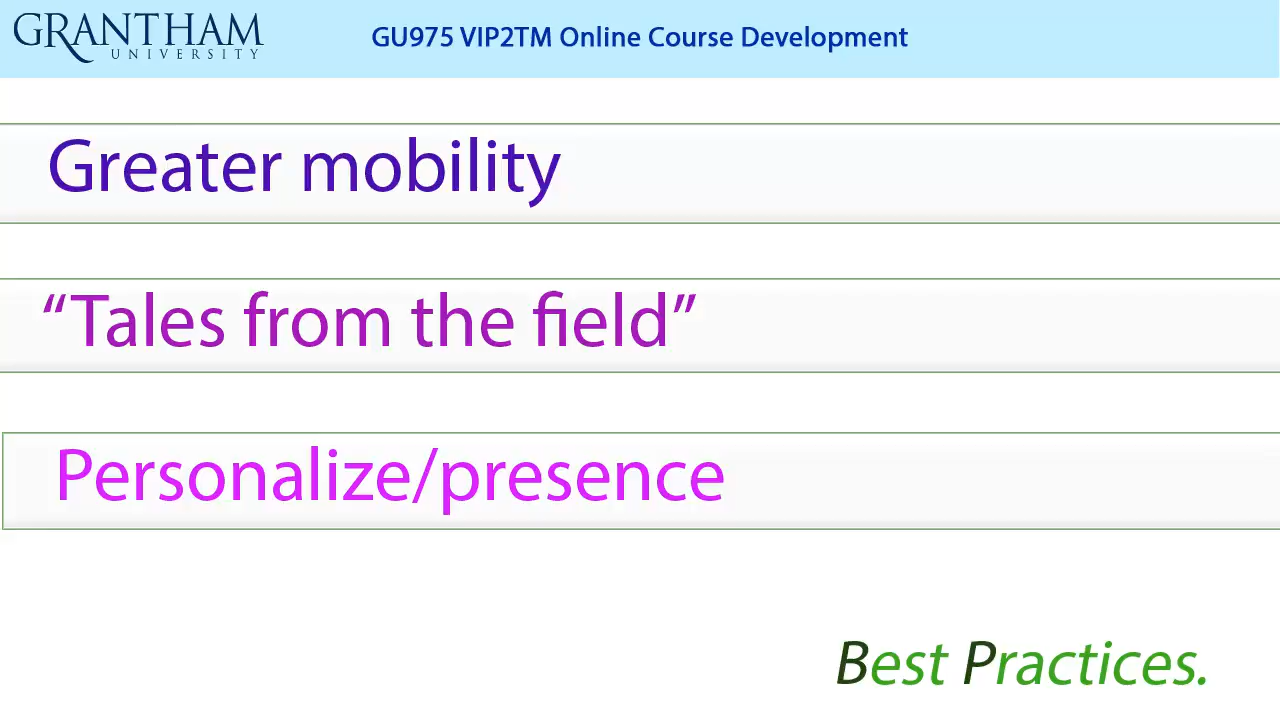 GRANTHAM
UNIVERSITY
GU975 VIP2TM Online Course Development
Greater mobility
“Tales from the field”
Personalize/presence
Best Practices.